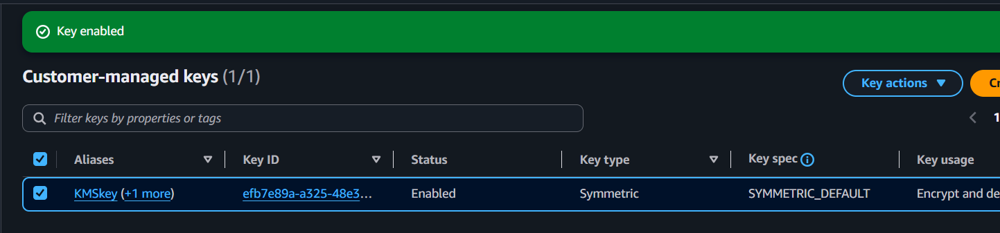 Key enabled
Customer-managed keys (1/1)
Key actions
Filter keys by properties or tags
1
Aliases Key ID Status Key type Key spec Key usage
KMSkey (+1 more) efb7e89a-a325-48e3... Enabled Symmetric SYMMETRIC_DEFAULT Encrypt and de